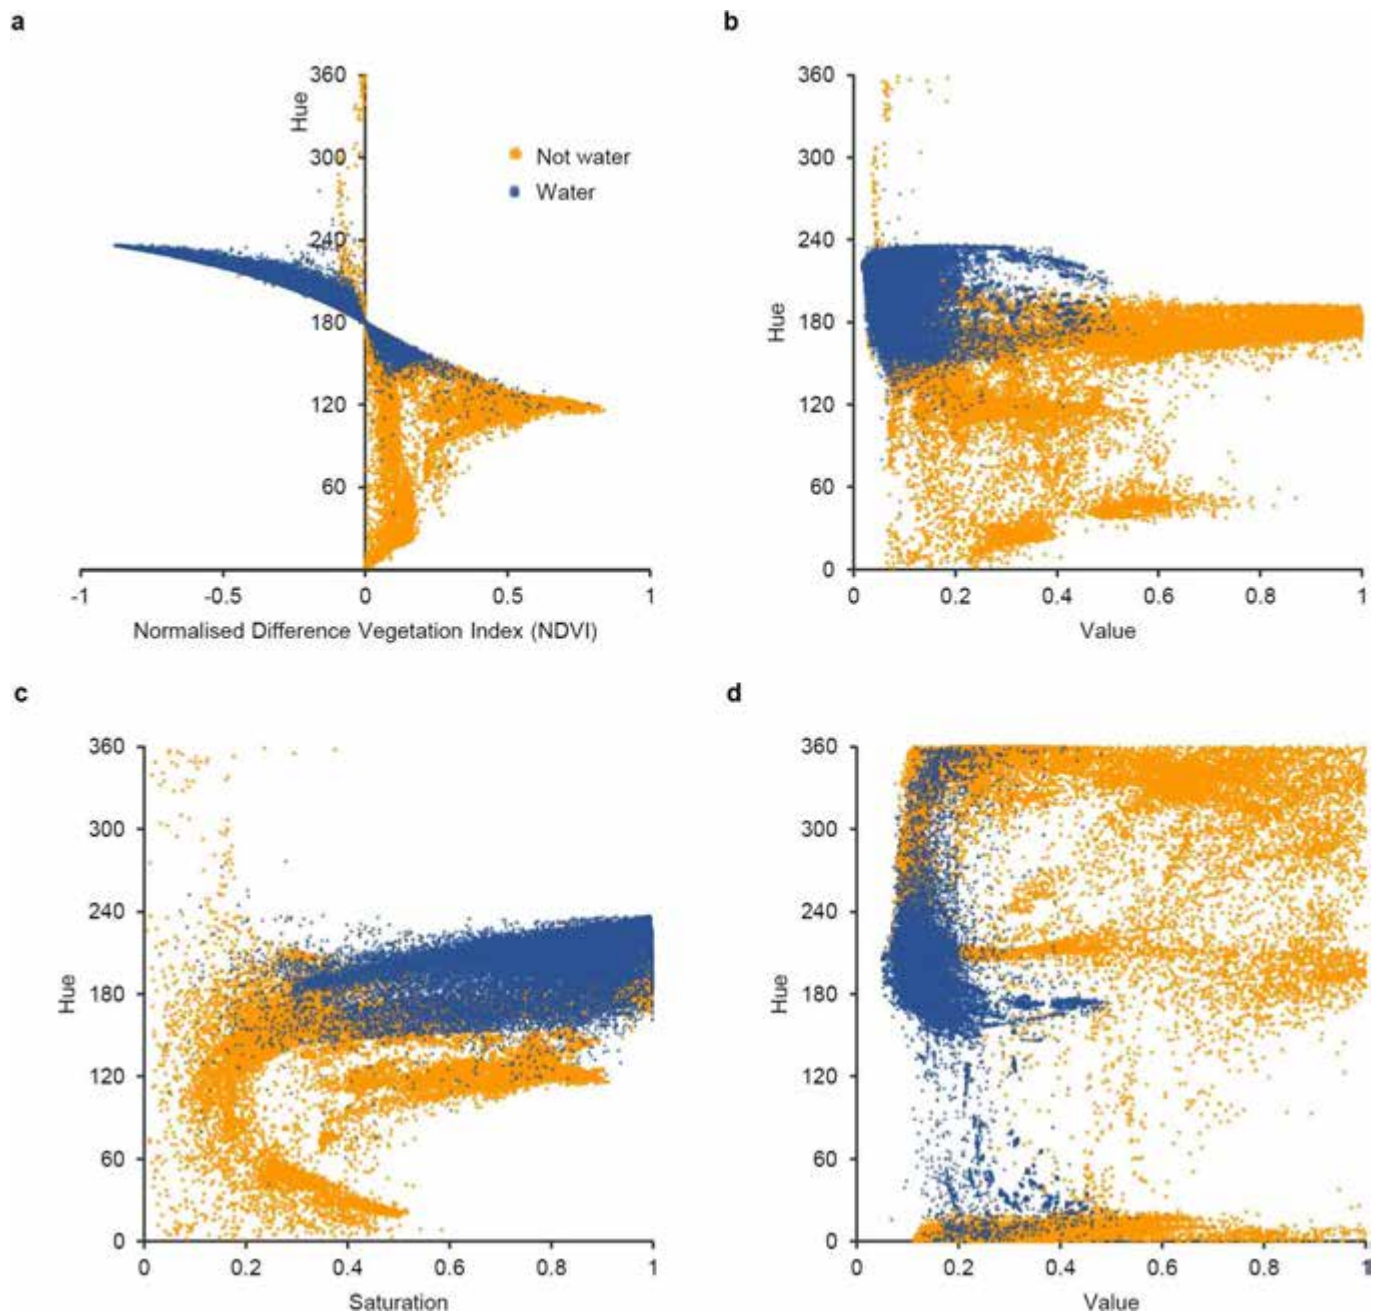 a
360
Hue
300
240
180
120
60
-1 -0.5 0 0.5 1
Normalised Difference Vegetation Index (NDVI)
Not water
Water
b
360
300
240
Hue
180
120
60
0
0 0.2 0.4 0.6 0.8 1
Value
c
360
300
240
Hue
180
120
60
0
0 0.2 0.4 0.6 0.8 1
Saturation
d
360
300
240
Hue
180
120
60
0
0 0.2 0.4 0.6 0.8 1
Value